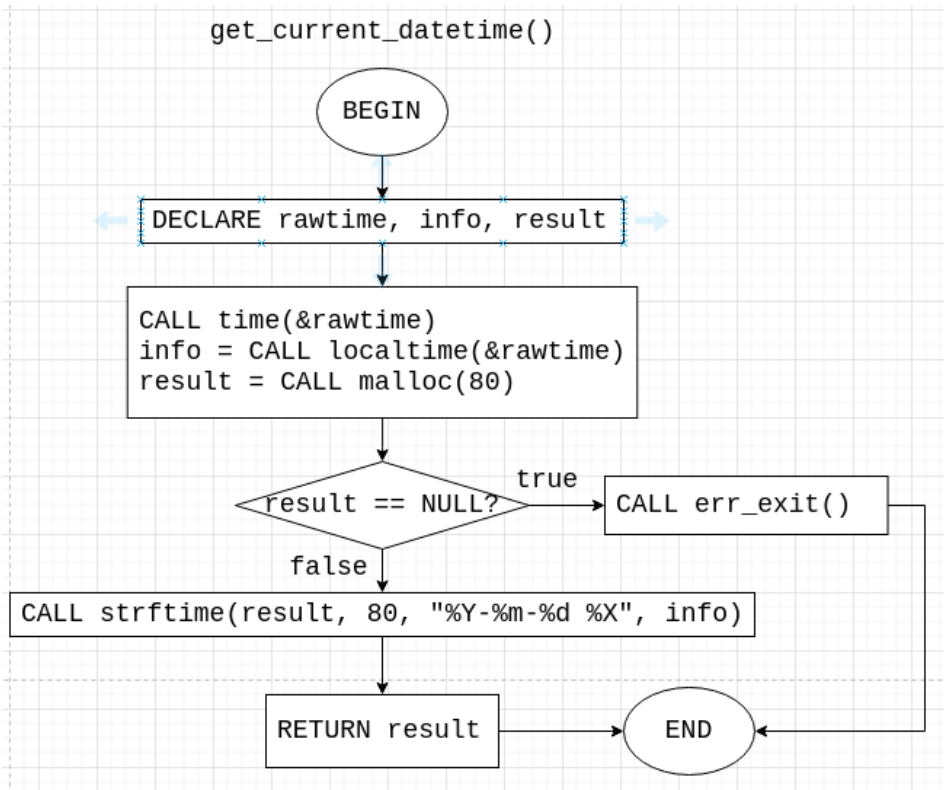 get_current_datetime()
BEGIN
DECLARE rawtime, info, result
CALL time(&rawtime)
info = CALL localtime(&rawtime)
result = CALL malloc(80)
result == NULL?
true
CALL err_exit()
false
CALL strftime(result, 80, "%Y-%m-%d %X", info)
RETURN result
END